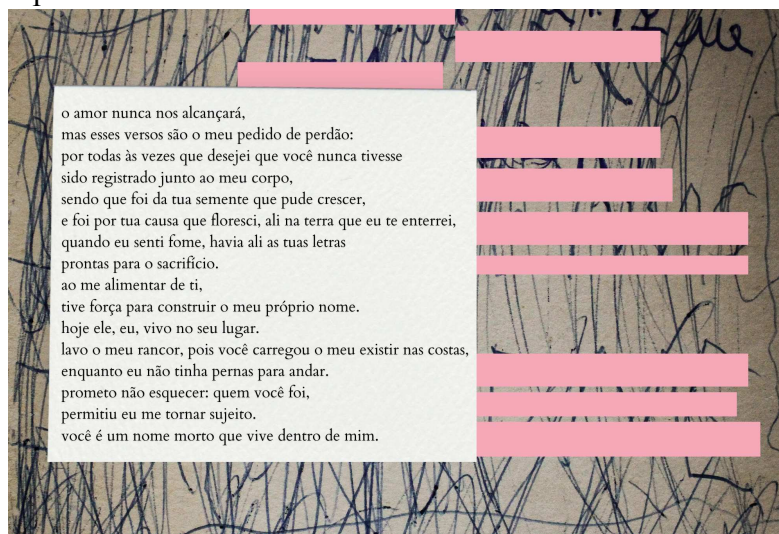 o amor nunca nos alcançará,
mas esses versos são o meu pedido de perdão:
por todas às vezes que desejei que você nunca tivesse
sido registrado junto ao meu corpo,
sendo que foi da tua semente que pude crescer,
e foi por tua causa que floresci, ali na terra que eu te enterrei,
quando eu senti fome, havia ali as tuas letras
prontas para o sacrifício.
ao me alimentar de ti,
tive força para construir o meu próprio nome.
hoje ele, eu, vivo no seu lugar.
lavo o meu rancor, pois você carregou o meu existir nas costas,
enquanto eu não tinha pernas para andar.
prometo não esquecer: quem você foi,
permitiu eu me tornar sujeito.
você é um nome morto que vive dentro de mim.